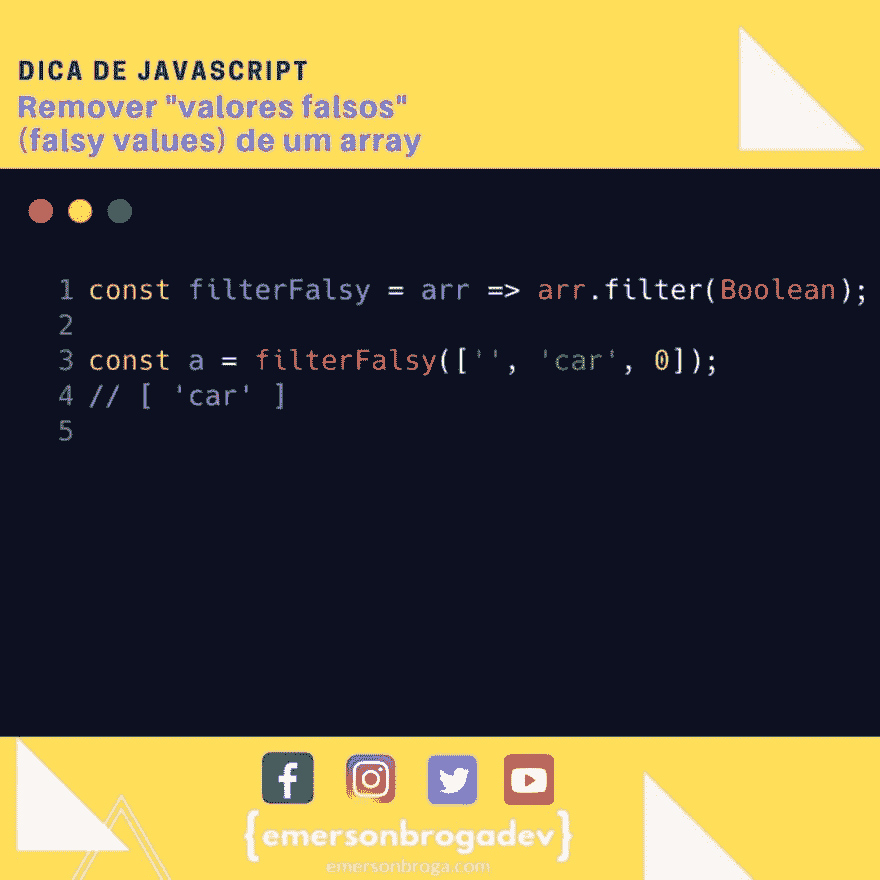 DICA DE JAVASCRIPT
Remover "valores falsos"
(falsy values) de um array
1 const filterFalsy = arr => arr.filter(Boolean);
2
3 const a = filterFalsy(['', 'car', 0]);
4 // [ 'car' ]
5
{emersonbrogadev}
emersonbroga.com